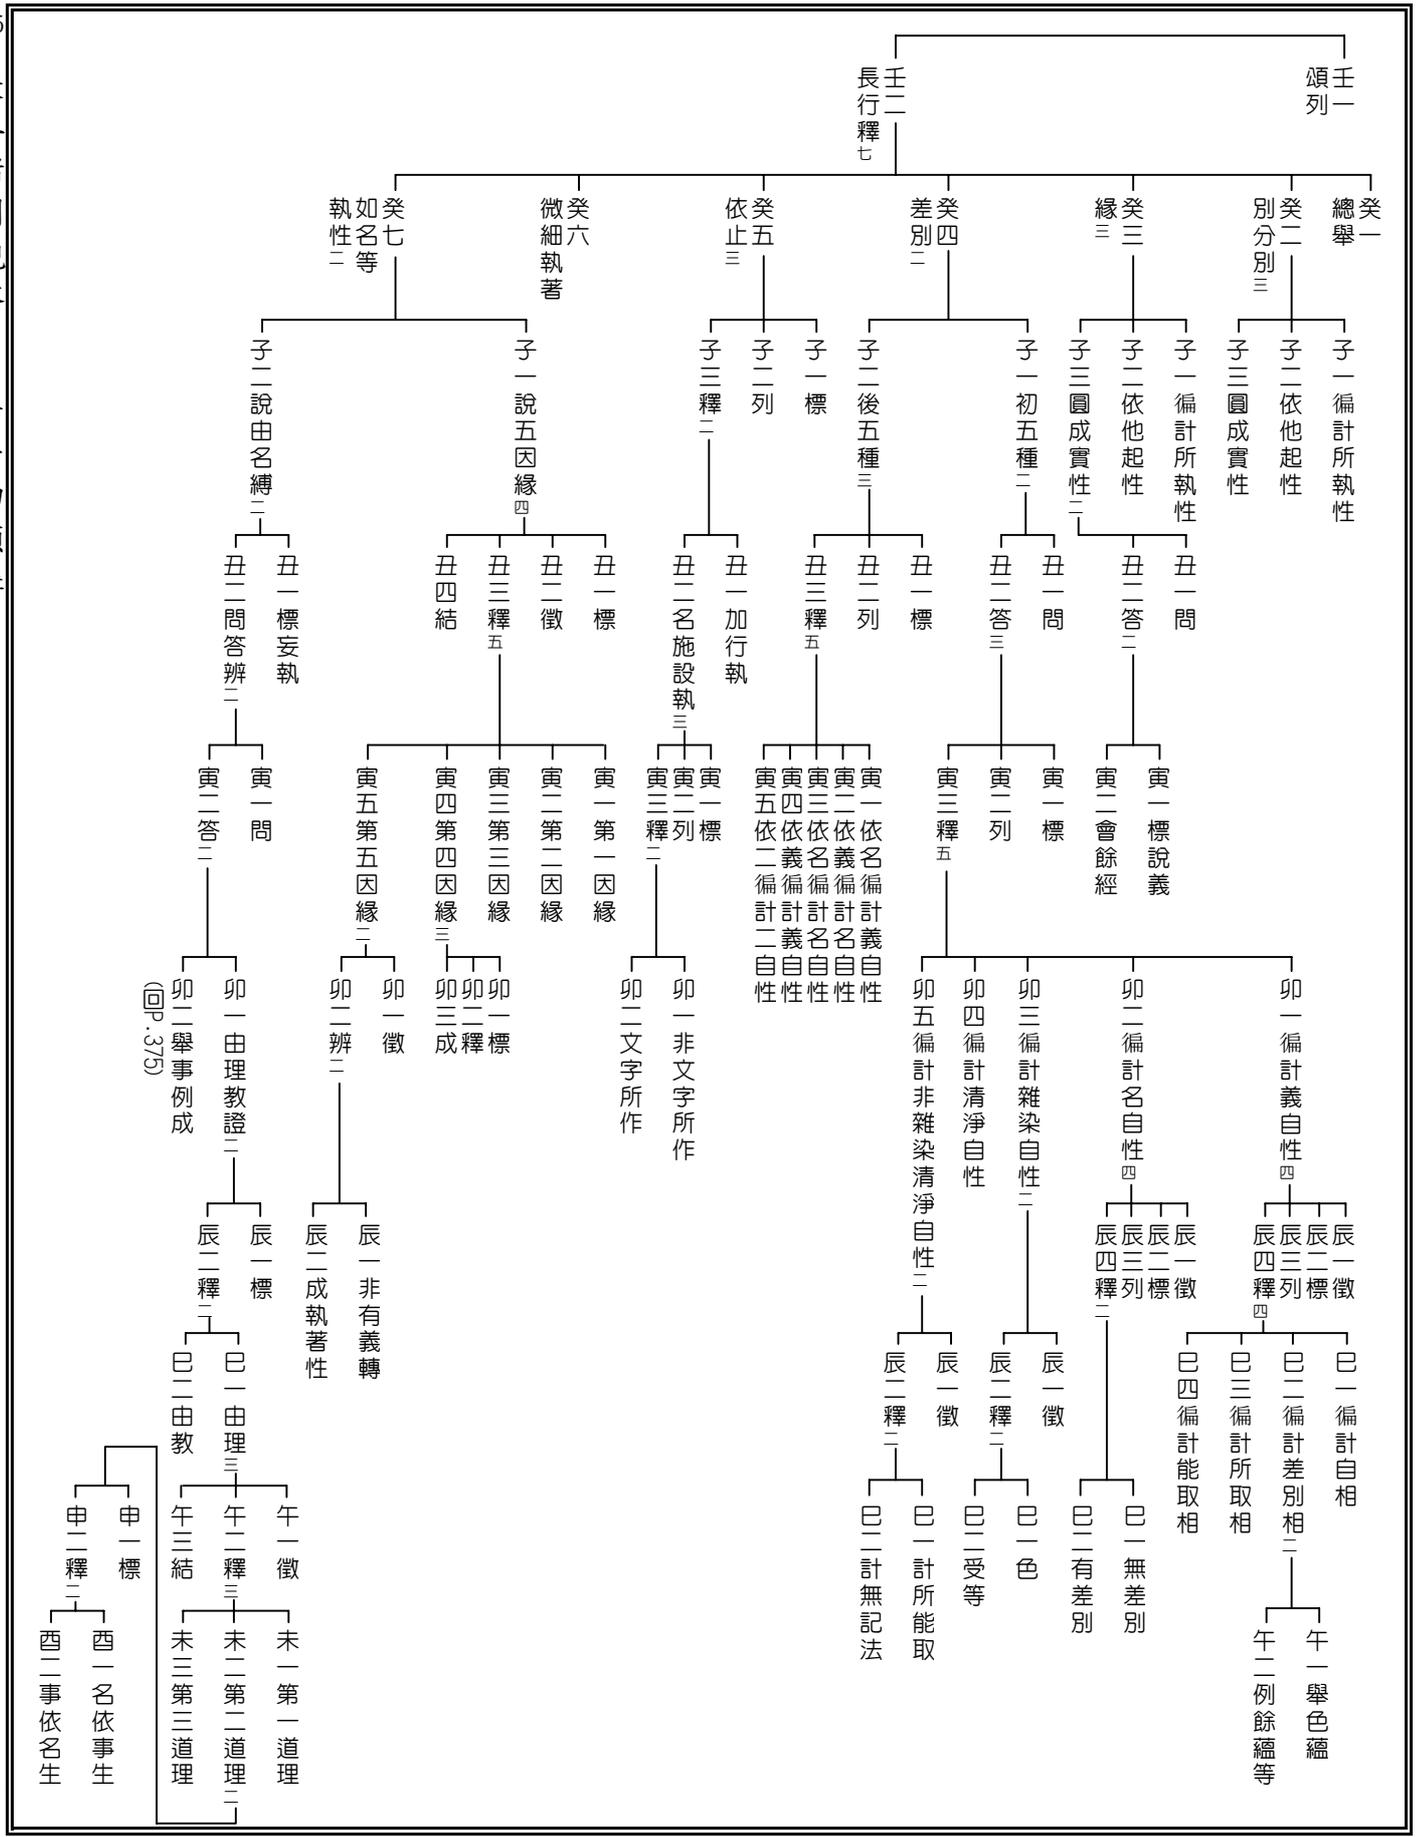 壬一
頌列
壬二
長行釋七
癸一
總舉
癸二
別分別三
癸三
緣三
癸四
差別二
癸五
依止三
癸六
微細執著
癸七
如名等
執性二
子一徧計所執性
子二依他起性
子三圓成實性
子一徧計所執性
子二依他起性
子三圓成實性二
子一初五種二
子二後五種三
子一標
子二列
子三釋二
子一說五因緣四
子二說由名縛二
丑一問
丑二答二
丑一問
丑二答三
丑一標
丑二列
丑三釋五
丑一加行執
丑二名施設執三
丑一標
丑二徵
丑三釋五
丑四結
丑一標妄執
丑二問答辨二
寅一標說義
寅二會餘經
寅一標
寅二列
寅三釋五
寅一依名徧計義自性
寅二依義徧計名自性
寅三依名徧計名自性
寅四依義徧計義自性
寅五依二徧計二自性
寅一標
寅二列
寅三釋二
寅一第一因緣
寅二第二因緣
寅三第三因緣
寅四第四因緣三
寅五第五因緣二
寅一問
寅二答二
卯一徧計義自性四
卯二徧計名自性四
卯三徧計雜染自性二
卯四徧計清淨自性
卯五徧計非雜染清淨自性二
卯一非文字所作
卯二文字所作
卯一標
卯二釋
卯三成
卯一徵
卯二辨二
卯一由理教證二
卯二舉事例成
(回P.375)
辰一徵
辰二標
辰三列
辰四釋四
辰一徵
辰二標
辰三列
辰四釋二
辰一徵
辰二釋二
辰一徵
辰二釋二
辰一非有義轉
辰二成執著性
辰一標
辰二釋二
巳一徧計自相
巳二徧計差別相二
巳三徧計所取相
巳四徧計能取相
巳一無差別
巳二有差別
巳一色
巳二受等
巳一計所能取
巳二計無記法
巳一由理三
巳二由教
午一舉色蘊
午二例餘蘊等
午一徵
午二釋三
午三結
未一第一道理
未二第二道理二
未三第三道理
申一標
申二釋二
酉一名依事生
酉二事依名生